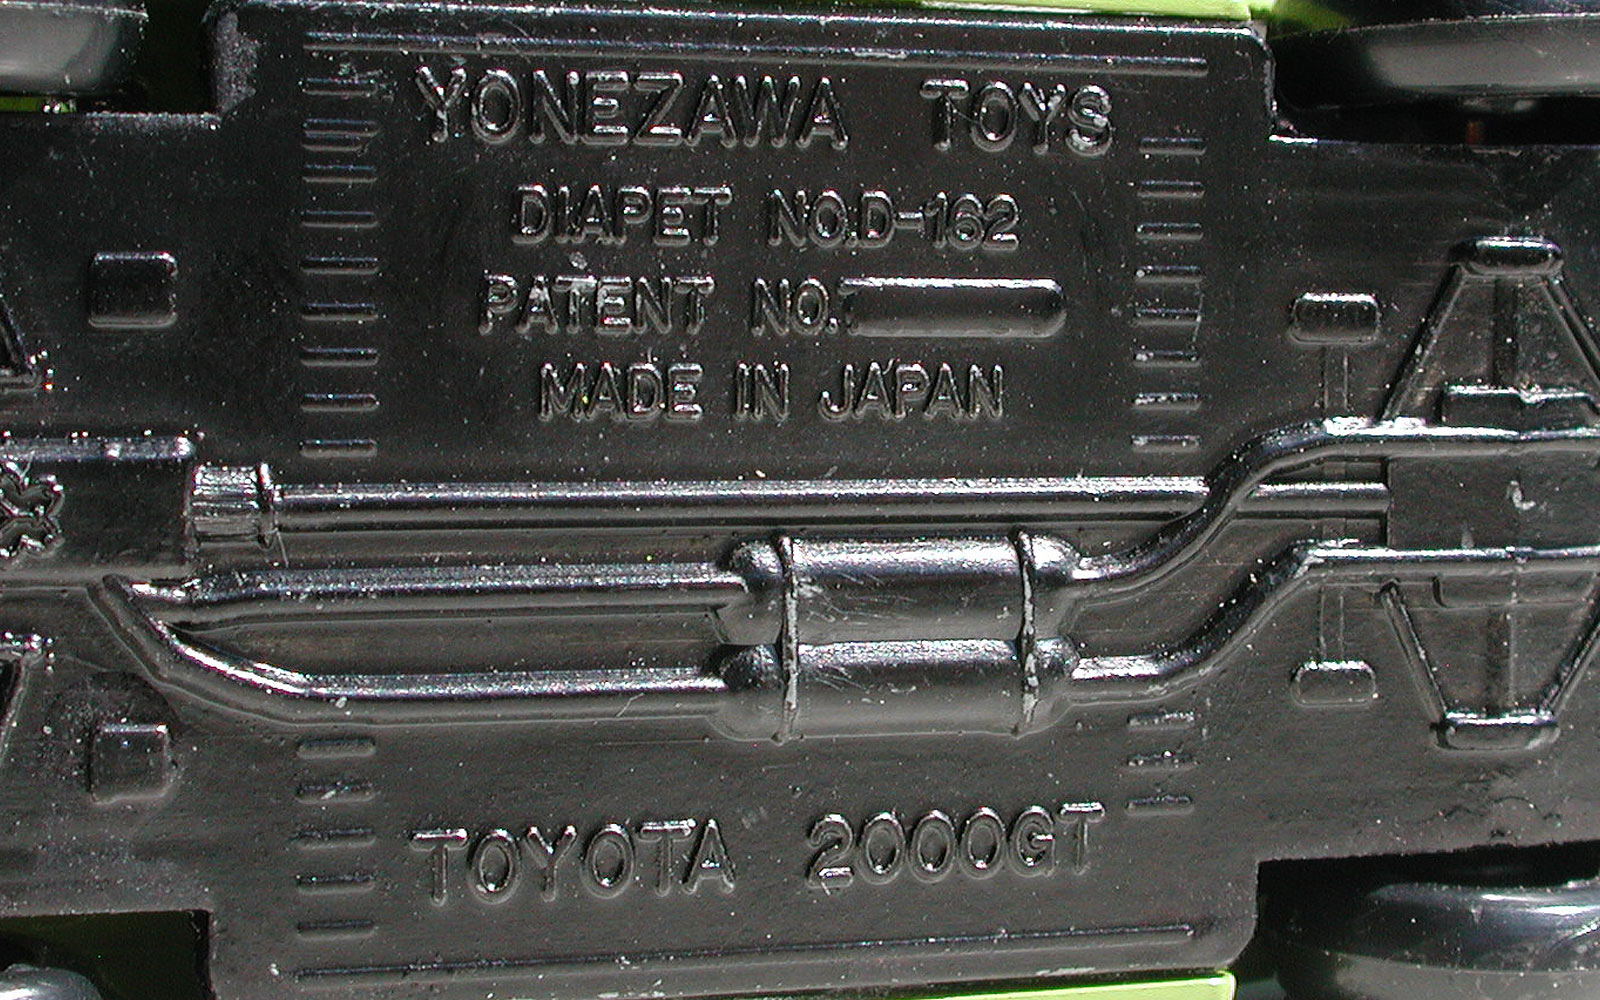 YONEZAWA TOYS
DIAPET NO.D-162
PATENT NO.
MADE IN JAPAN
TOYOTA 2000GT